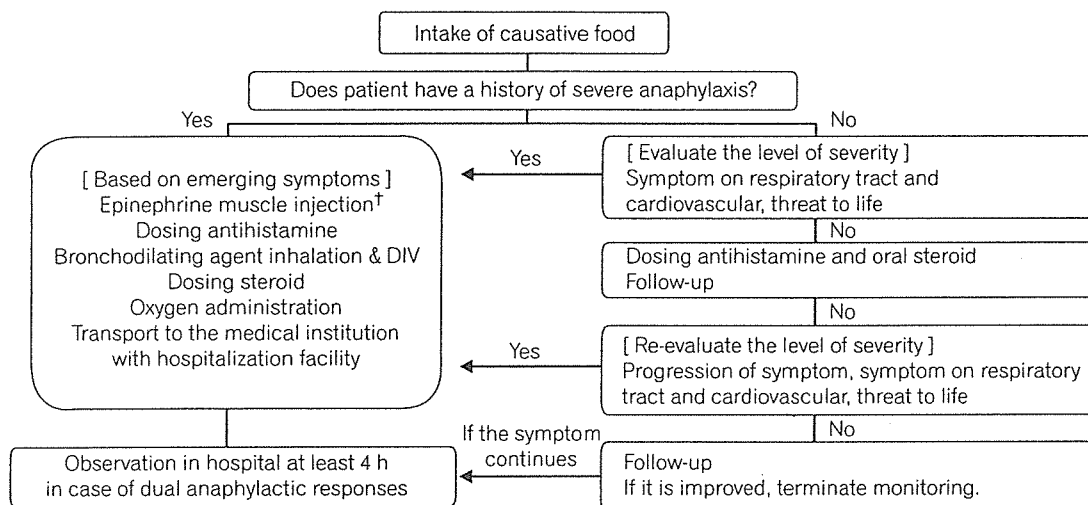 Intake of causative food
Does patient have a history of severe anaphylaxis?
Yes
No
[ Based on emerging symptoms ]
Epinephrine muscle injection†
Dosing antihistamine
Bronchodilating agent inhalation & DIV
Dosing steroid
Oxygen administration
Transport to the medical institution
with hospitalization facility
Yes
[ Evaluate the level of severity ]
Symptom on respiratory tract and
cardiovascular, threat to life
No
Dosing antihistamine and oral steroid
Follow-up
No
Yes
[ Re-evaluate the level of severity ]
Progression of symptom, symptom on respiratory
tract and cardiovascular, threat to life
No
If the symptom
continues
Follow-up
If it is improved, terminate monitoring.
Observation in hospital at least 4 h
in case of dual anaphylactic responses